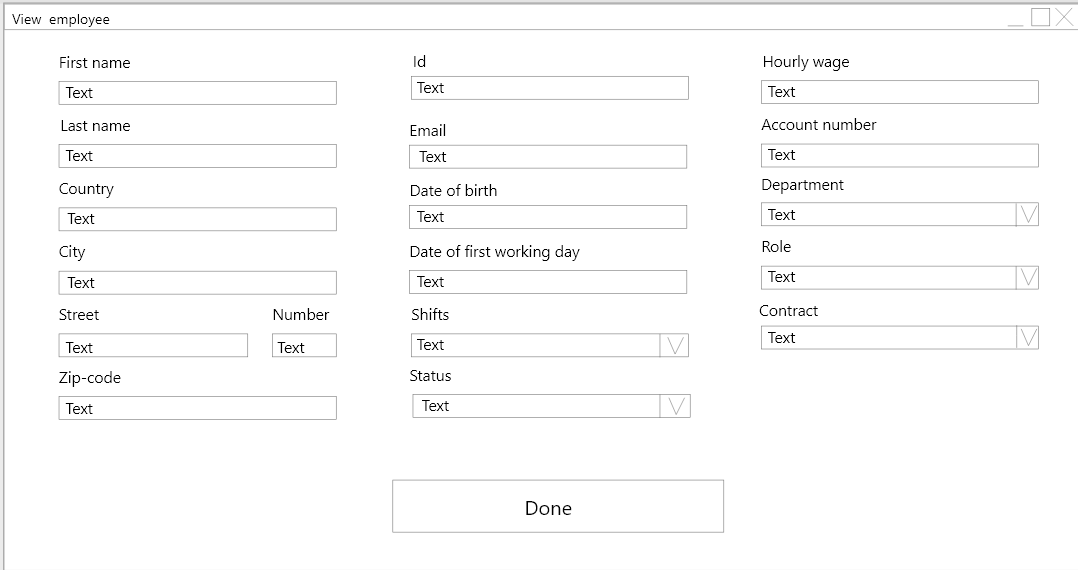 View employee
First name
Text
Last name
Text
Country
Text
City
Text
Street
Number
Text
Text
Zip-code
Text
Id
Text
Email
Text
Date of birth
Text
Date of first working day
Text
Shifts
Text
Status
Text
Hourly wage
Text
Account number
Text
Department
Text
Role
Text
Contract
Text
Done